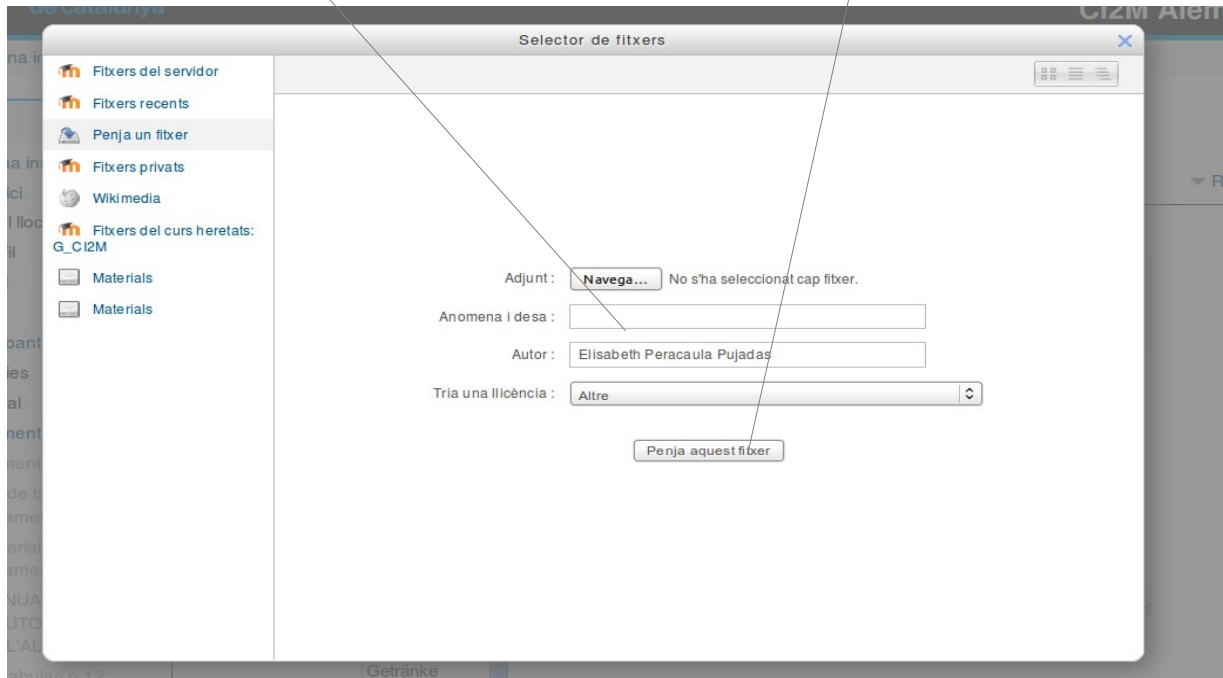 de catalunya
CI2M Alem
Selector de fitxers
Fitxers del servidor
Fitxers recents
Penja un fitxer
Fitxers privats
Wikimedia
Fitxers del curs heretats:
G_CI2M
Materials
Materials
Adjunt :
Navega...
No s'ha seleccionat cap fitxer.
Anomena i desa :
Autor :
Elisabeth Peracaula Pujadas
Tria una llicència :
Altre
Penja aquest fitxer
Getränke